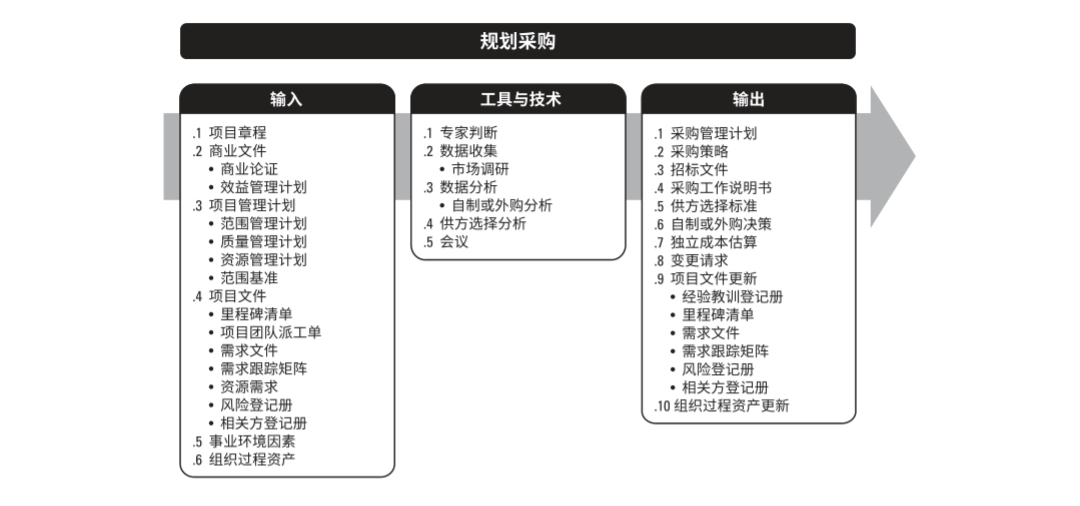 规划采购
输入
.1 项目章程
.2 商业文件
• 商业论证
• 效益管理计划
.3 项目管理计划
• 范围管理计划
• 质量管理计划
• 资源管理计划
• 范围基准
.4 项目文件
• 里程碑清单
• 项目团队派工单
• 需求文件
• 需求跟踪矩阵
• 资源需求
• 风险登记册
• 相关方登记册
.5 事业环境因素
.6 组织过程资产
工具与技术
.1 专家判断
.2 数据收集
• 市场调研
.3 数据分析
• 自制或外购分析
.4 供方选择分析
.5 会议
输出
.1 采购管理计划
.2 采购策略
.3 招标文件
.4 采购工作说明书
.5 供方选择标准
.6 自制或外购决策
.7 独立成本估算
.8 变更请求
.9 项目文件更新
• 经验教训登记册
• 里程碑清单
• 需求文件
• 需求跟踪矩阵
• 风险登记册
• 相关方登记册
.10 组织过程资产更新